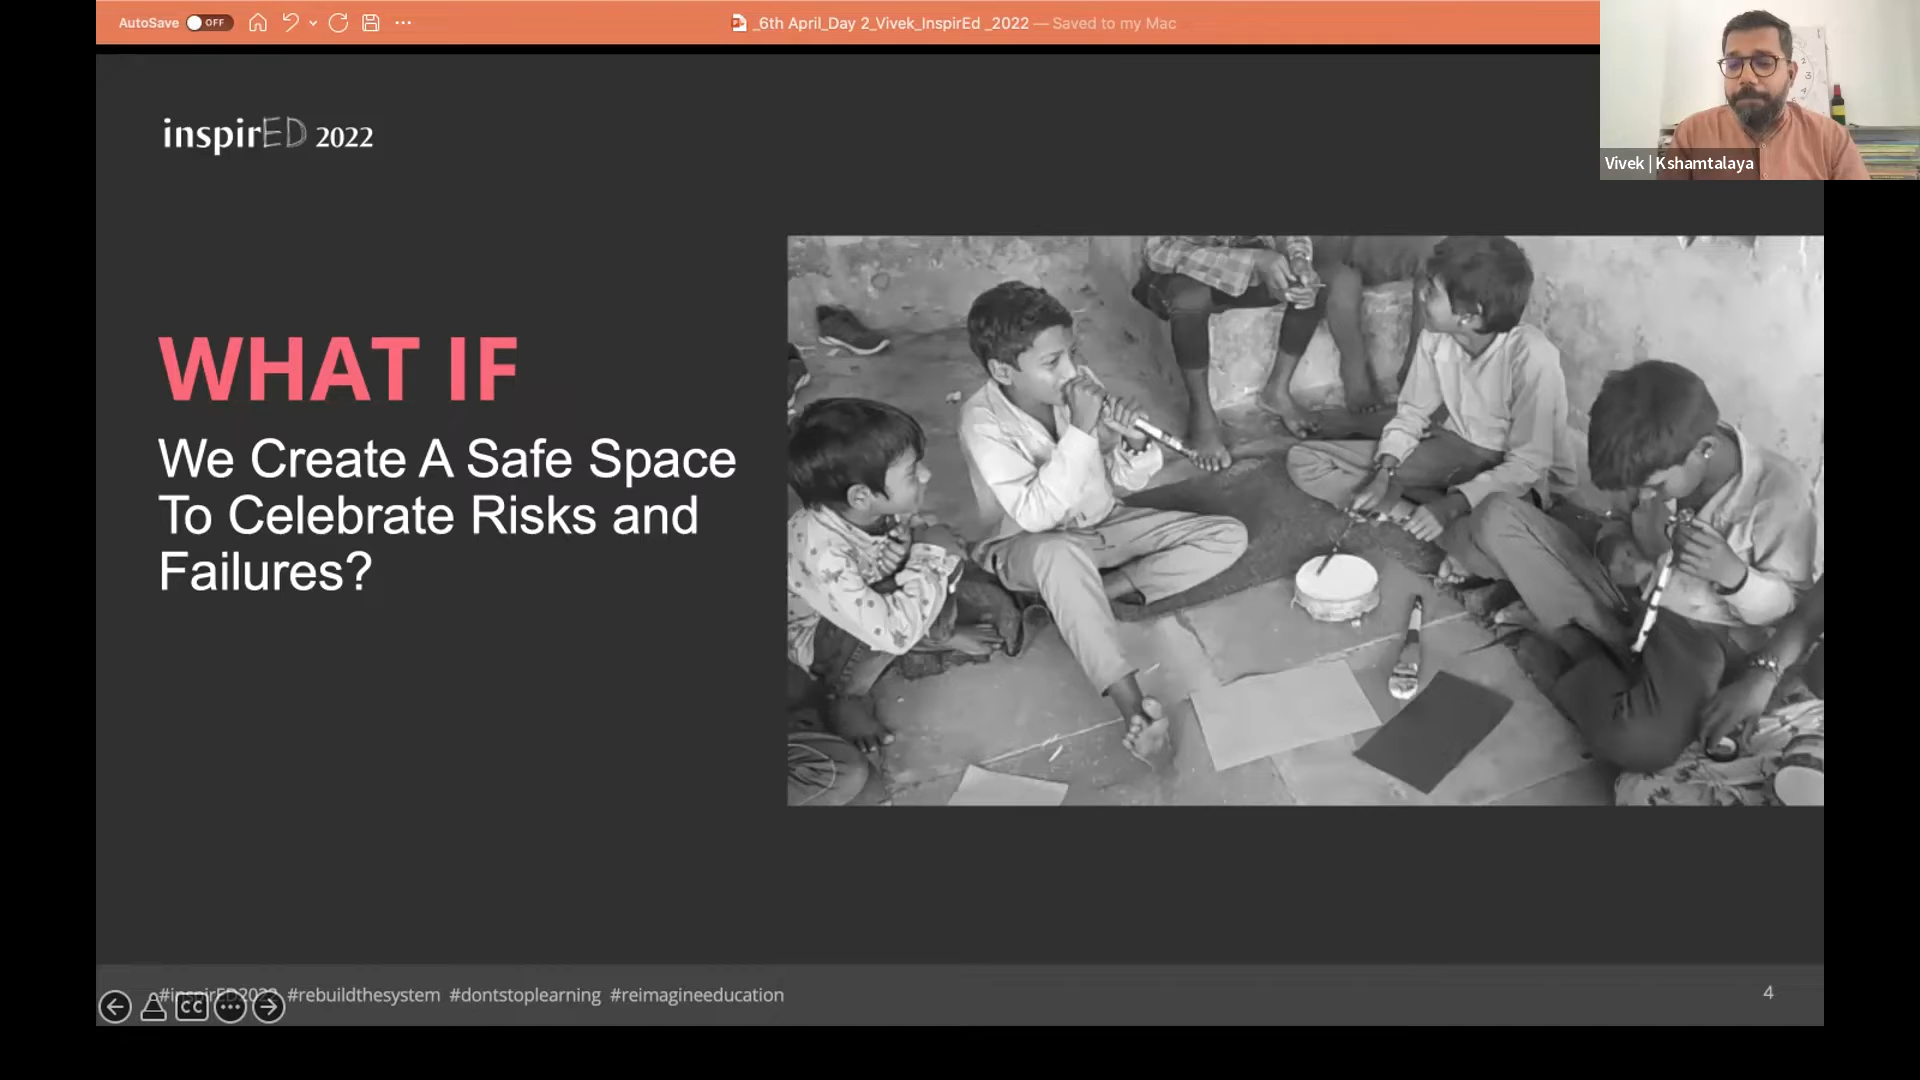 AutoSave OFF
_6th April_Day 2_Vivek_InspirEd _2022 — Saved to my Mac
Vivek | Kshamtalaya
inspirED 2022
WHAT IF
We Create A Safe Space
To Celebrate Risks and
Failures?
#inspirED2022 #rebuildthesystem #dontstoplearning #reimagineeducation
CC
4